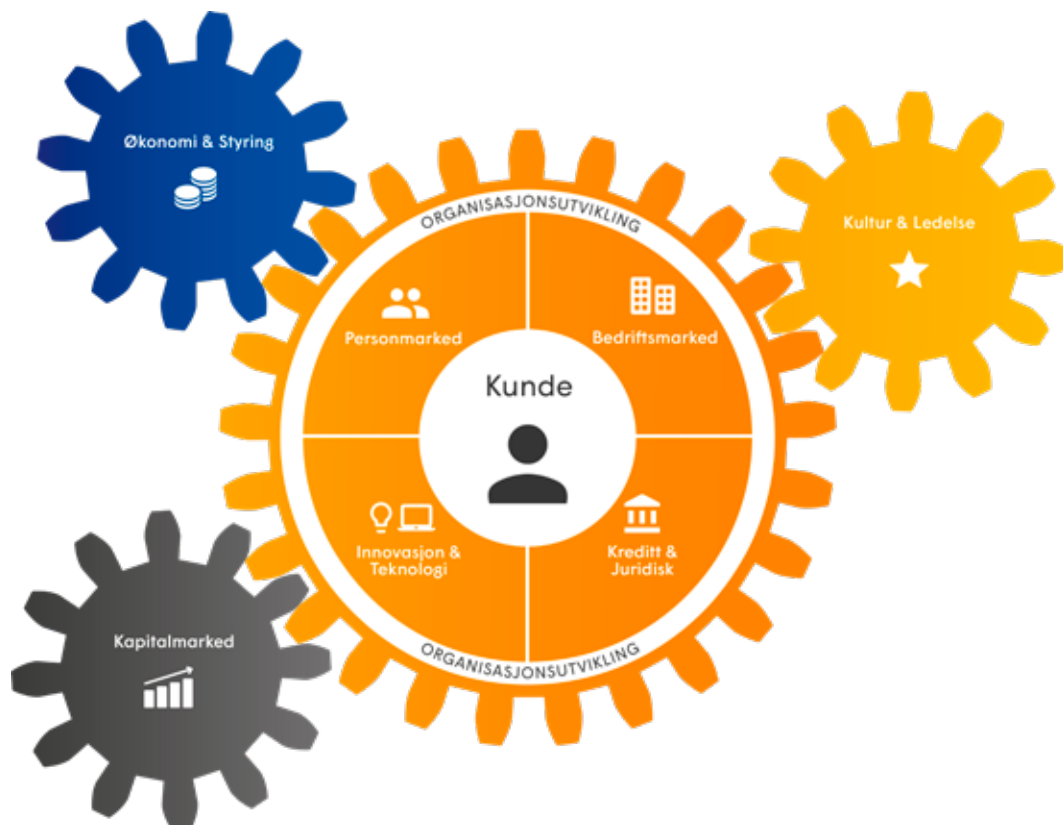 Økonomi & Styring
ORGANISASJONSUTVIKLING
Kultur & Ledelse
Personmarked
Bedriftsmarked
Kunde
Innovasjon &
Teknologi
Kreditt &
Juridisk
ORGANISASJONSUTVIKLING
Kapitalmarked